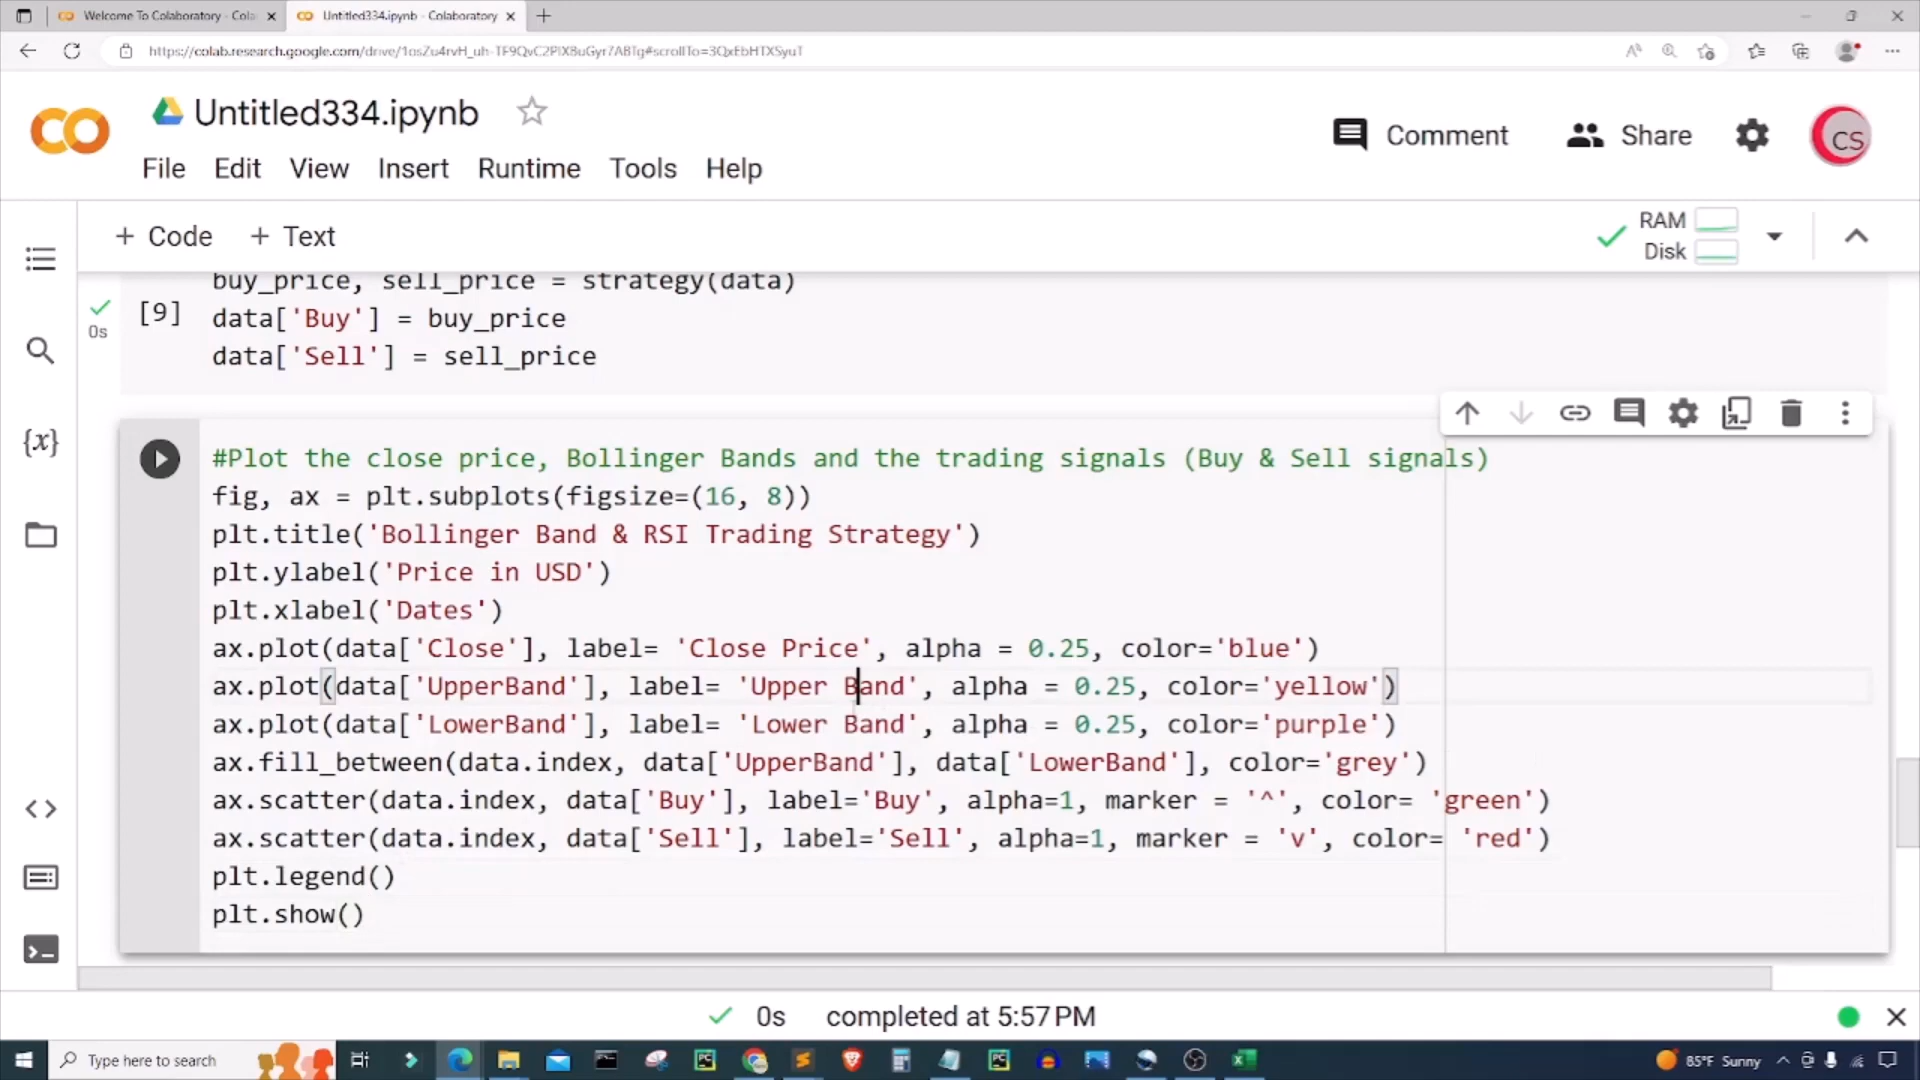 Welcome To Colaboratory - Cola
Untitled334.ipynb - Colaboratory
CO
Untitled334.ipynb
Comment
Share
CS
File Edit View Insert Runtime Tools Help
+ Code + Text
RAM
Disk
buy_price, sell_price = strategy(data)
[9] data['Buy'] = buy_price
0s
data['Sell'] = sell_price
{x}
#Plot the close price, Bollinger Bands and the trading signals (Buy & Sell signals)
fig, ax = plt.subplots(figsize=(16, 8))
plt.title('Bollinger Band & RSI Trading Strategy')
plt.ylabel('Price in USD')
plt.xlabel('Dates')
ax.plot(data['Close'], label= 'Close Price', alpha = 0.25, color='blue')
ax.plot(data['UpperBand'], label= 'Upper Band', alpha = 0.25, color='yellow')
ax.plot(data['LowerBand'], label= 'Lower Band', alpha = 0.25, color='purple')
ax.fill_between(data.index, data['UpperBand'], data['LowerBand'], color='grey')
ax.scatter(data.index, data['Buy'], label='Buy', alpha=1, marker = '^', color= 'green')
ax.scatter(data.index, data['Sell'], label='Sell', alpha=1, marker = 'v', color= 'red')
plt.legend()
plt.show()
0s completed at 5:57 PM
Type here to search
85°F Sunny